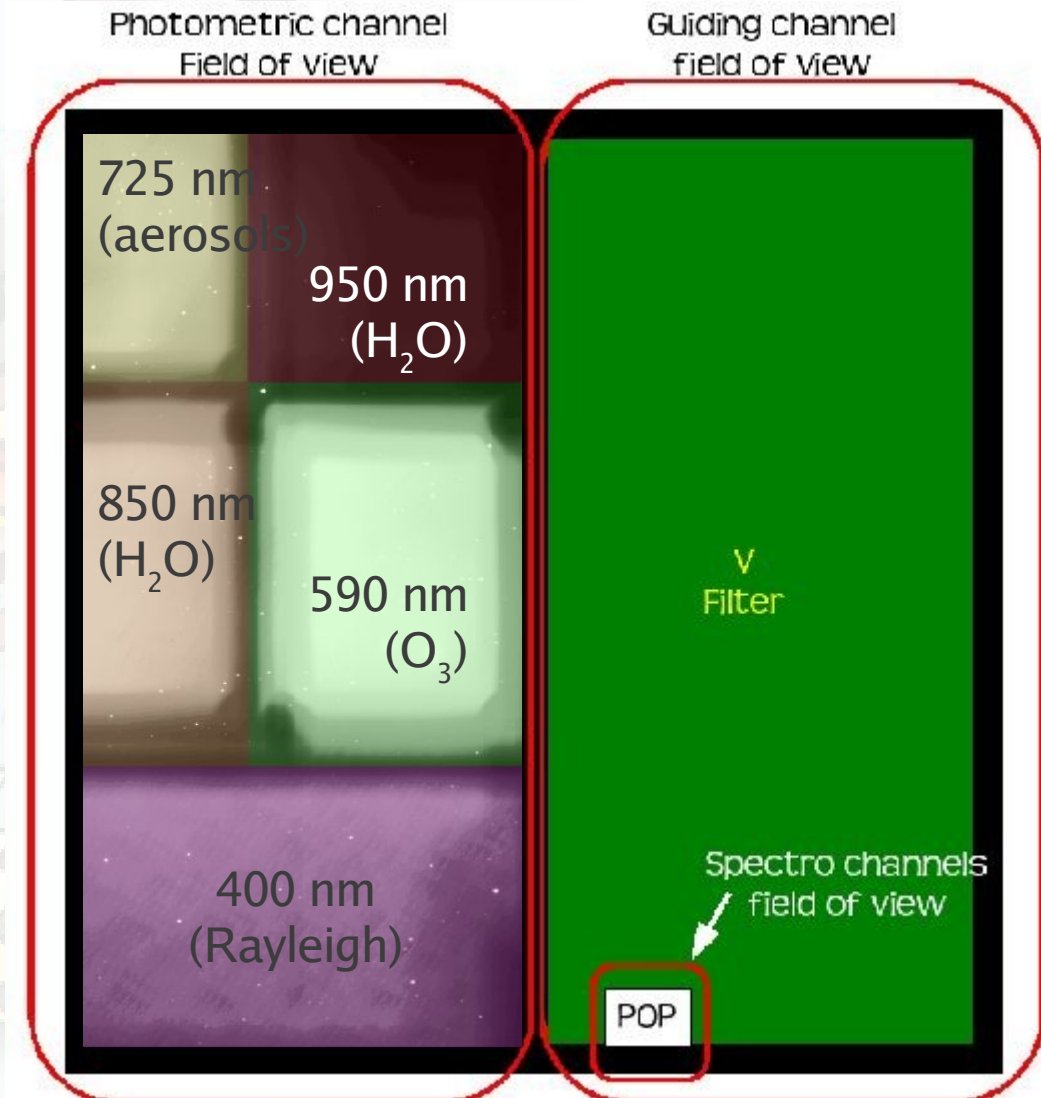 Photometric channel
Field of view
Guiding channel
field of view
725 nm
(aerosols)
950 nm
(H₂O)
850 nm
(H₂O)
590 nm
(O₃)
400 nm
(Rayleigh)
V
Filter
Spectro channels
field of view
POP